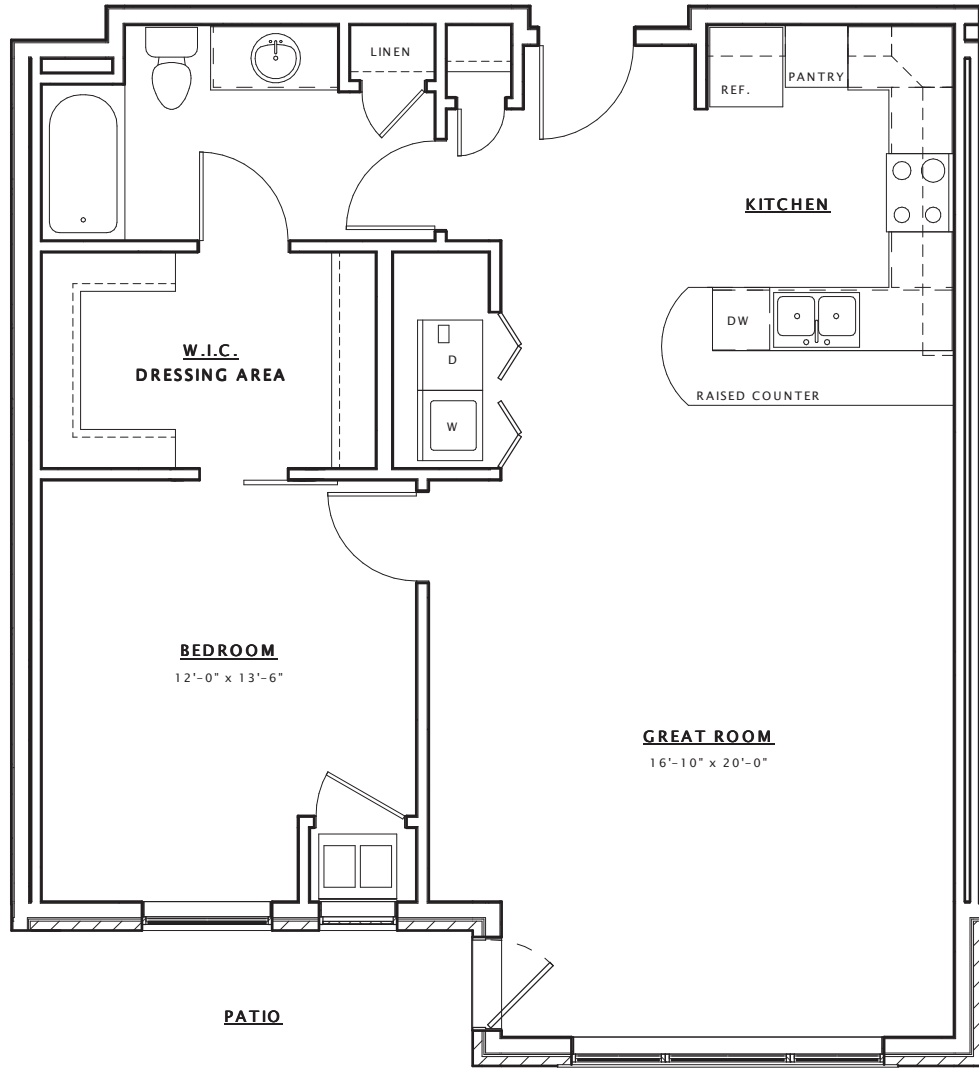 LINEN
REF.
PANTRY
KITCHEN
DW
W.I.C.
DRESSING AREA
D
RAISED COUNTER
W
BEDROOM
12'-0" x 13'-6"
GREAT ROOM
16'-10" x 20'-0"
PATIO